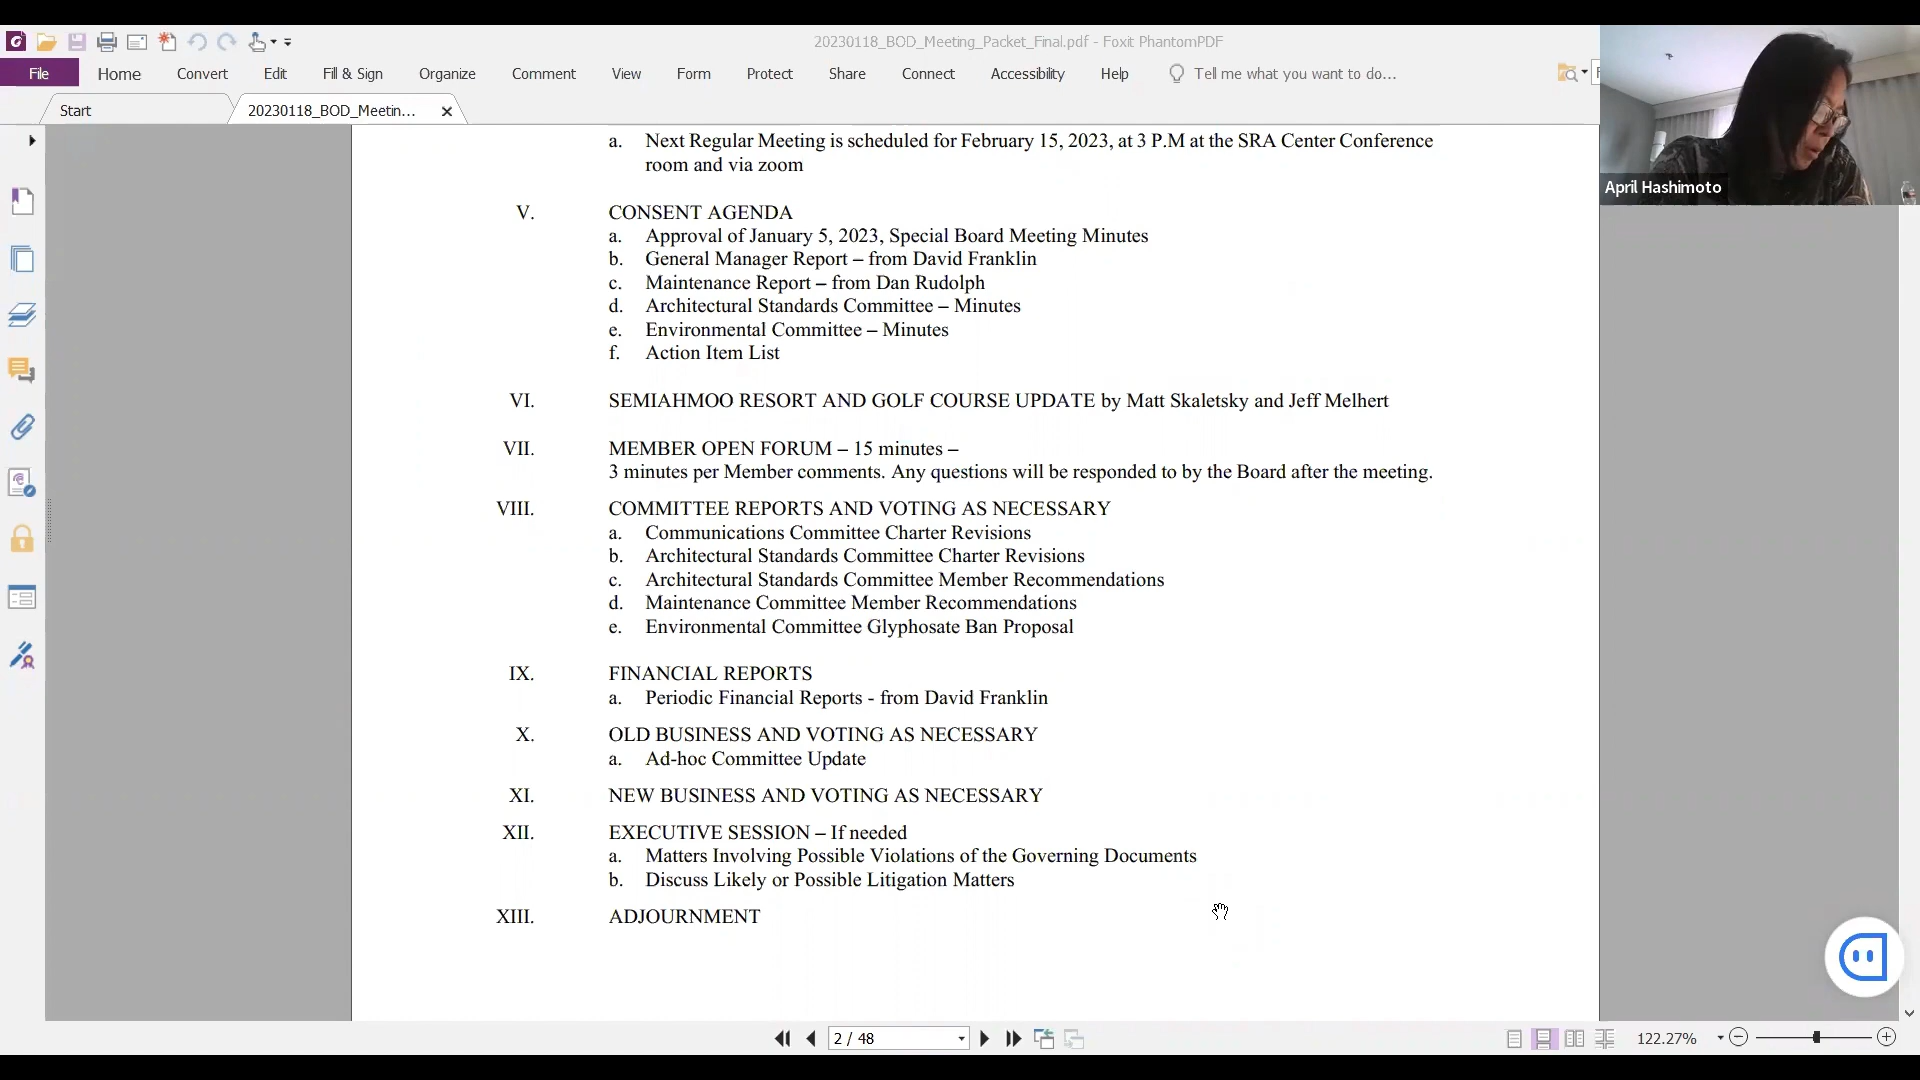 20230118_BOD_Meeting_Packet_Final.pdf - Foxit PhantomPDF
File Home Convert Edit Fill & Sign Organize Comment View Form Protect Share Connect Accessibility Help Tell me what you want to do...
Start 20230118_BOD_Meetin...
April Hashimoto
a. Next Regular Meeting is scheduled for February 15, 2023, at 3 P.M at the SRA Center Conference
room and via zoom
V. CONSENT AGENDA
a. Approval of January 5, 2023, Special Board Meeting Minutes
b. General Manager Report – from David Franklin
c. Maintenance Report – from Dan Rudolph
d. Architectural Standards Committee – Minutes
e. Environmental Committee – Minutes
f. Action Item List
VI. SEMIAHMOO RESORT AND GOLF COURSE UPDATE by Matt Skaletsky and Jeff Melhert
VII. MEMBER OPEN FORUM – 15 minutes –
3 minutes per Member comments. Any questions will be responded to by the Board after the meeting.
VIII. COMMITTEE REPORTS AND VOTING AS NECESSARY
a. Communications Committee Charter Revisions
b. Architectural Standards Committee Charter Revisions
c. Architectural Standards Committee Member Recommendations
d. Maintenance Committee Member Recommendations
e. Environmental Committee Glyphosate Ban Proposal
IX. FINANCIAL REPORTS
a. Periodic Financial Reports - from David Franklin
X. OLD BUSINESS AND VOTING AS NECESSARY
a. Ad-hoc Committee Update
XI. NEW BUSINESS AND VOTING AS NECESSARY
XII. EXECUTIVE SESSION – If needed
a. Matters Involving Possible Violations of the Governing Documents
b. Discuss Likely or Possible Litigation Matters
XIII. ADJOURNMENT
2 / 48
122.27%